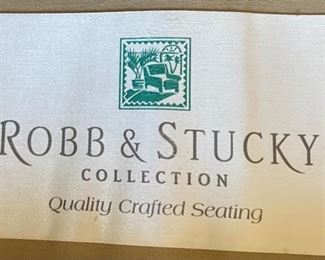 ROBB & STUCKY
COLLECTION
Quality Crafted Seating